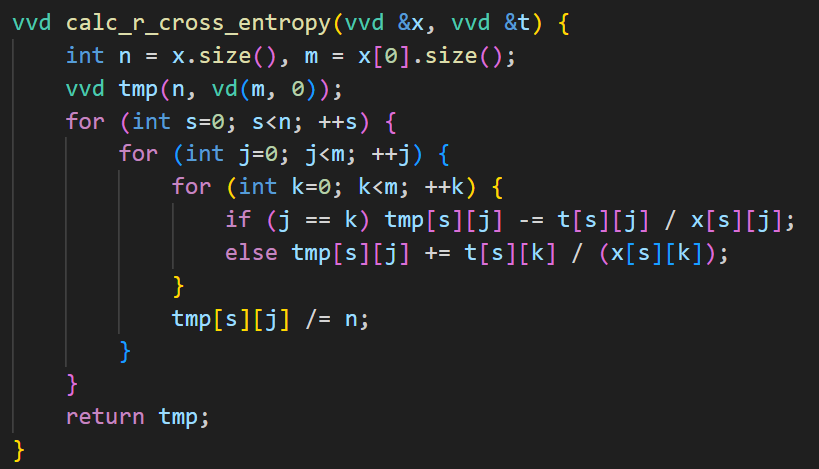 vvd calc_r_cross_entropy(vvd &x, vvd &t) {
    int n = x.size(), m = x[0].size();
    vvd tmp(n, vd(m, 0));
    for (int s=0; s<n; ++s) {
        for (int j=0; j<m; ++j) {
            for (int k=0; k<m; ++k) {
                if (j == k) tmp[s][j] -= t[s][j] / x[s][j];
                else tmp[s][j] += t[s][k] / (x[s][k]);
            }
            tmp[s][j] /= n;
        }
    }
    return tmp;
}